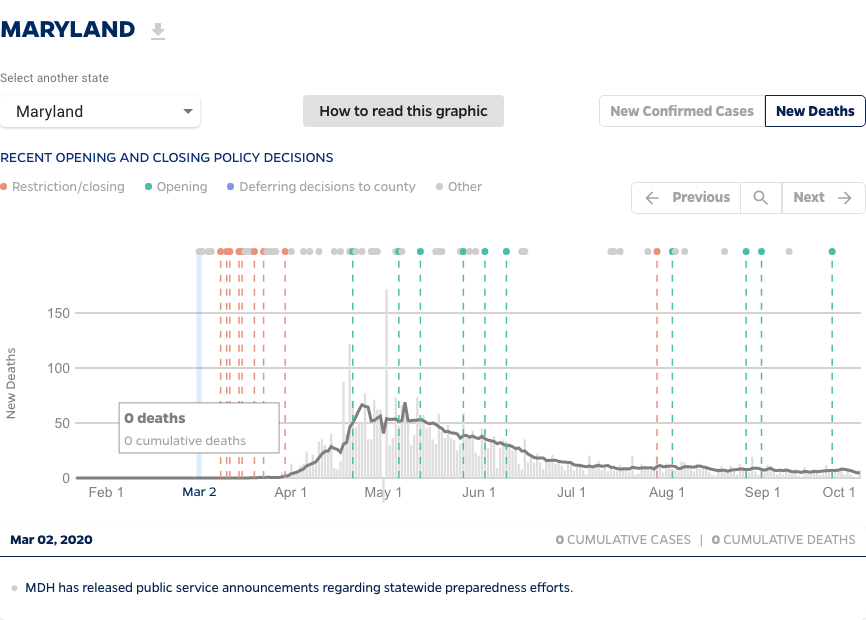 MARYLAND
Select another state
Maryland
How to read this graphic
New Confirmed Cases
New Deaths
RECENT OPENING AND CLOSING POLICY DECISIONS
Restriction/closing
Opening
Deferring decisions to county
Other
Previous
Next
New Deaths
150
100
50
0
0 deaths
0 cumulative deaths
Feb 1
Mar 2
Apr 1
May 1
Jun 1
Jul 1
Aug 1
Sep 1
Oct 1
Mar 02, 2020
0 CUMULATIVE CASES | 0 CUMULATIVE DEATHS
MDH has released public service announcements regarding statewide preparedness efforts.